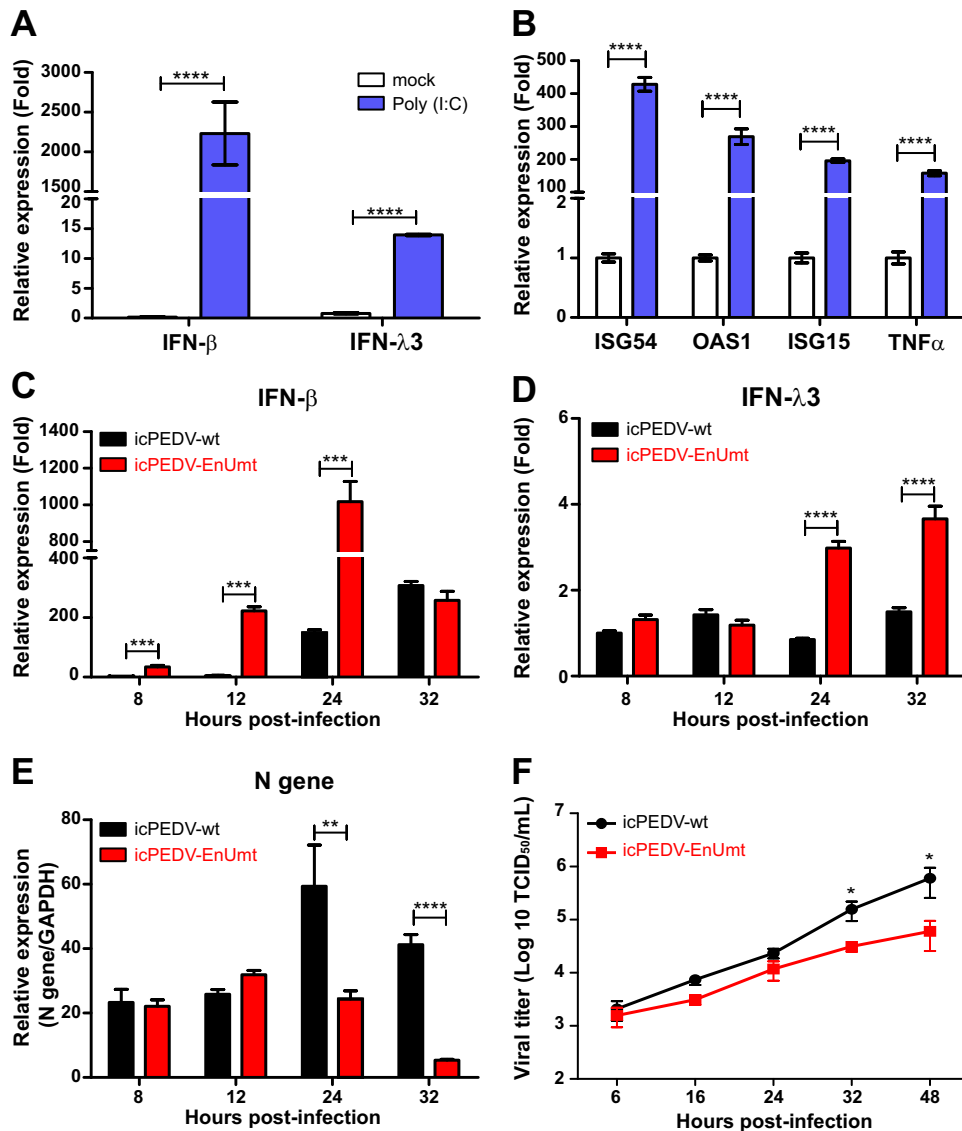 A
Relative expression (Fold)
3000
2500
2000
1500
20
15
10
5
0
****
****
mock
Poly (I:C)
IFN-β
IFN-λ3
B
Relative expression (Fold)
500
400
300
200
100
2
1
0
****
****
****
****
ISG54
OAS1
ISG15
TNFα
C
IFN-β
Relative expression (Fold)
1400
1200
1000
800
400
200
0
icPEDV-wt
icPEDV-EnUmt
***
***
***
8
12
24
32
Hours post-infection
D
IFN-λ3
Relative expression (Fold)
6
4
2
0
icPEDV-wt
icPEDV-EnUmt
****
****
8
12
24
32
Hours post-infection
E
N gene
Relative expression
(N gene/GAPDH)
80
60
40
20
0
icPEDV-wt
icPEDV-EnUmt
**
****
8
12
24
32
Hours post-infection
F
Viral titer (Log 10 TCID₅₀/mL)
7
6
5
4
3
2
icPEDV-wt
icPEDV-EnUmt
*
*
6
16
24
32
48
Hours post-infection